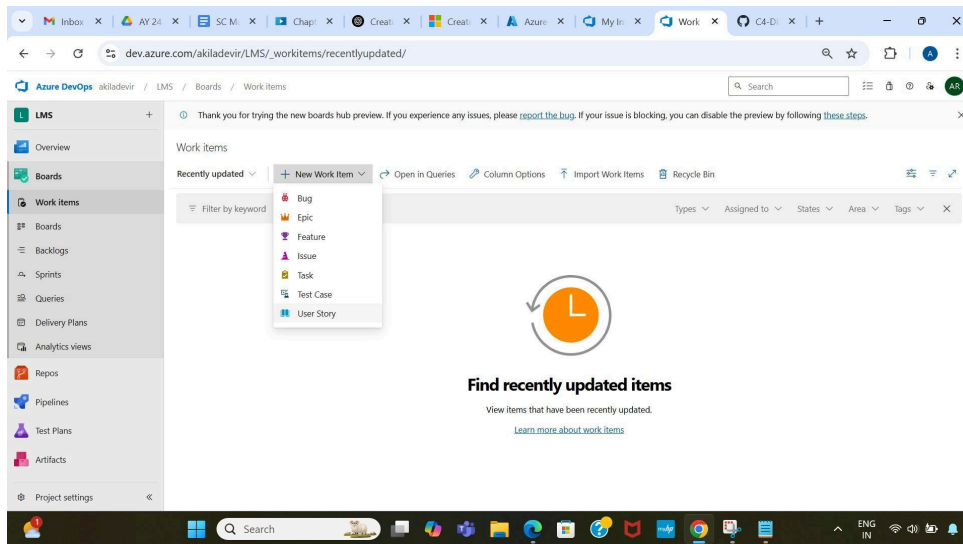 Inbox
AY 24
SC M
Chapt
Creati
Creati
Azure
My In
Work
C4-Di
dev.azure.com/akiladevir/LMS/_workitems/recentlyupdated/
A
Azure DevOps akiladevir / LMS / Boards / Work items
Search
AR
L LMS
Thank you for trying the new boards hub preview. If you experience any issues, please report the bug. If your issue is blocking, you can disable the preview by following these steps.
Overview
Work items
Boards
Recently updated
New Work Item
Open in Queries
Column Options
Import Work Items
Recycle Bin
Work items
Filter by keyword
Types
Assigned to
States
Area
Tags
Bug
Epic
Feature
Issue
Task
Test Case
User Story
Boards
Backlogs
Sprints
Queries
Delivery Plans
Analytics views
Repos
Pipelines
Test Plans
Artifacts
Find recently updated items
View items that have been recently updated.
Learn more about work items
Project settings
Search
ENG
IN